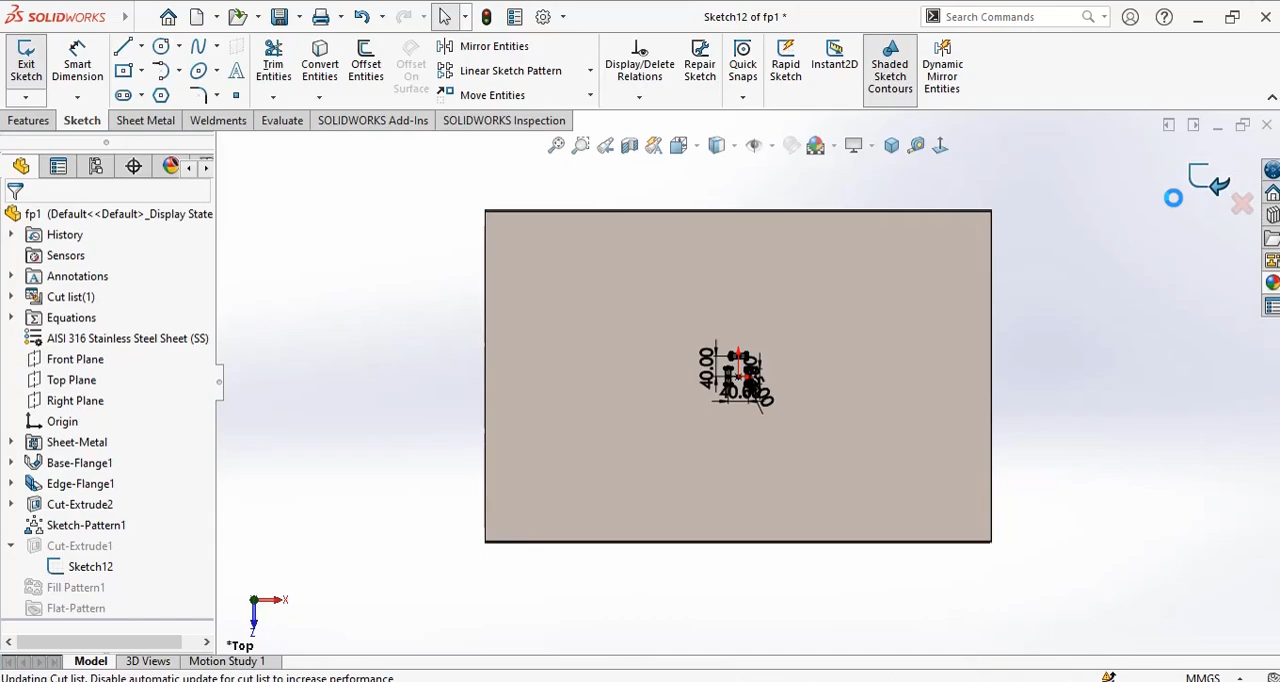 SOLIDWORKS
Sketch12 of fp1 *
Search Commands
Exit Sketch
Smart Dimension
Trim Entities
Convert Entities
Offset Entities
Offset On Surface
Mirror Entities
Linear Sketch Pattern
Move Entities
Display/Delete Relations
Repair Sketch
Quick Snaps
Rapid Sketch
Instant2D
Shaded Sketch Contours
Dynamic Mirror Entities
Features
Sketch
Sheet Metal
Weldments
Evaluate
SOLIDWORKS Add-Ins
SOLIDWORKS Inspection
fp1 (Default<<Default>_Display State
History
Sensors
Annotations
Cut list(1)
Equations
AISI 316 Stainless Steel Sheet (SS)
Front Plane
Top Plane
Right Plane
Origin
Sheet-Metal
Base-Flange1
Edge-Flange1
Cut-Extrude2
Sketch-Pattern1
Cut-Extrude1
Sketch12
Fill Pattern1
Flat-Pattern
40.00
X
Z
*Top
Model
3D Views
Motion Study 1
Updating Cut list. Disable automatic update for cut list to increase performance
MMGS